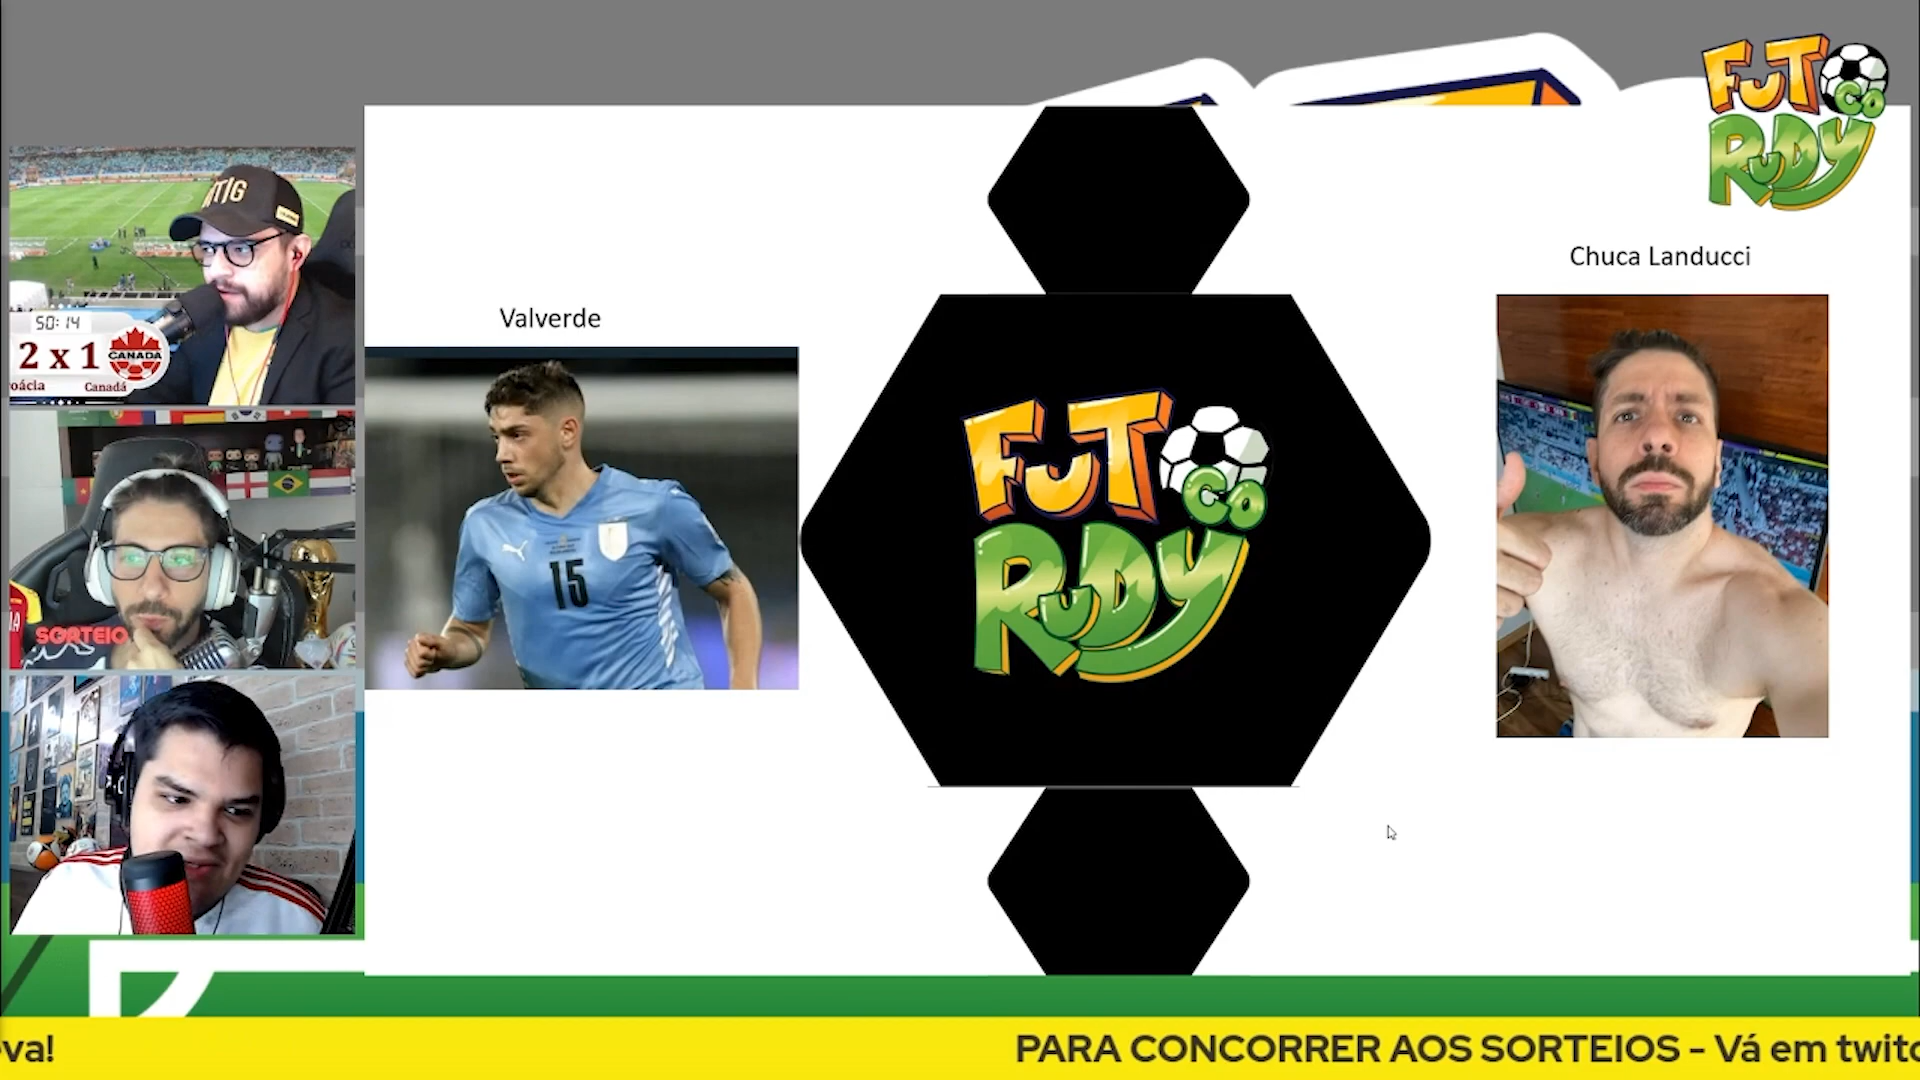 FUT CO
RUDY
Chuca Landucci
Valverde
NTG
50:14
2 x 1 CANADA
oácia Canadá
15
FUT
CO
RUDY
SORTEIO
va! PARA CONCORRER AOS SORTEIOS - Vá em twitc